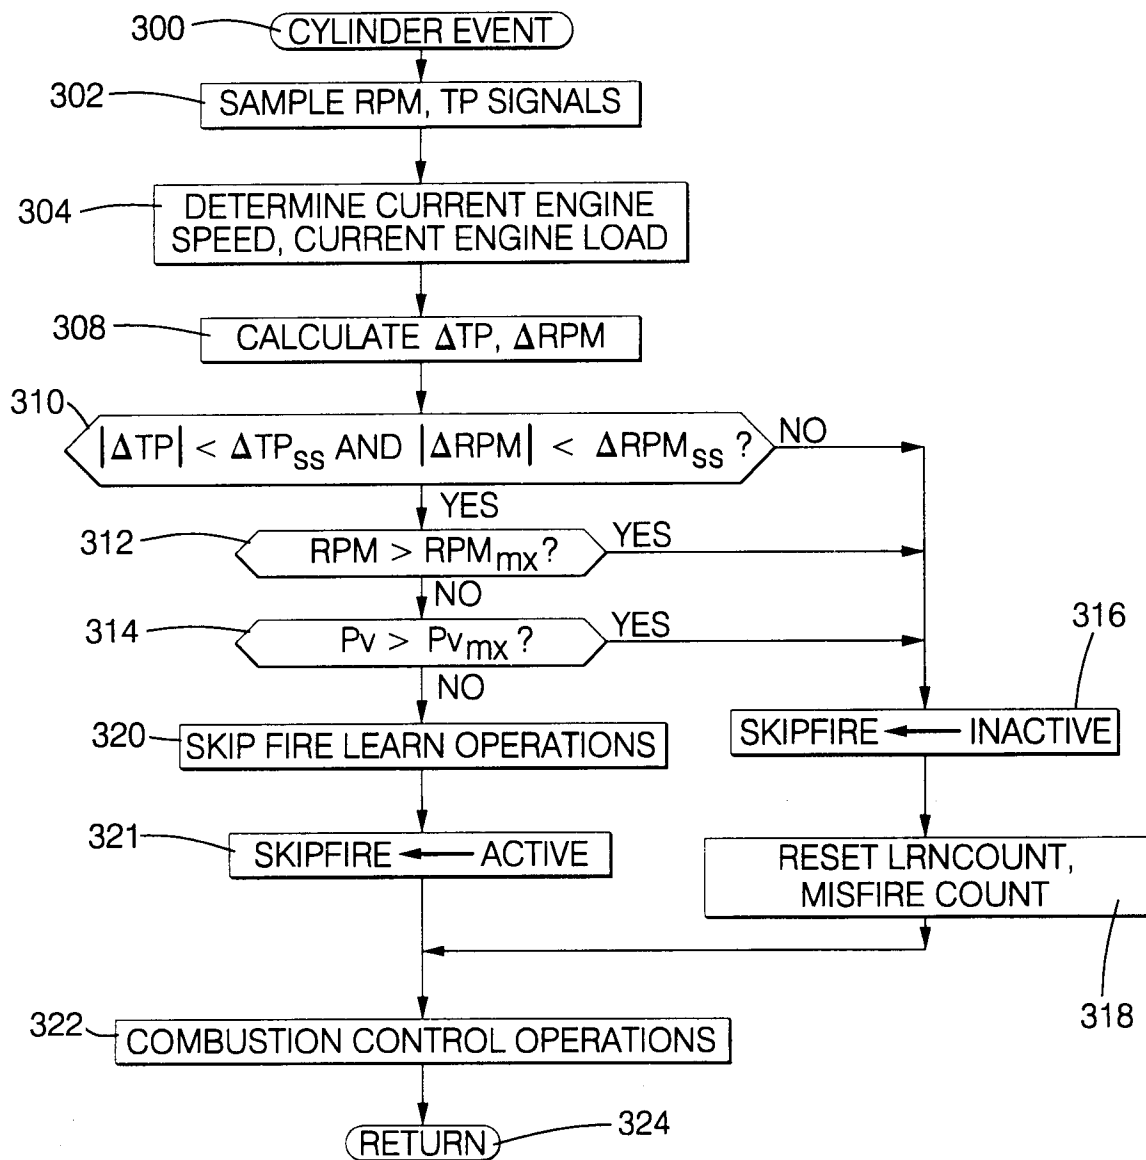 300
CYLINDER EVENT
302
SAMPLE RPM, TP SIGNALS
304
DETERMINE CURRENT ENGINE
SPEED, CURRENT ENGINE LOAD
308
CALCULATE ΔTP, ΔRPM
310
|ΔTP| < ΔTPss AND |ΔRPM| < ΔRPMss ?
NO
YES
312
RPM > RPMmx?
YES
NO
314
Pv > Pvmx?
YES
NO
316
SKIPFIRE ← INACTIVE
320
SKIP FIRE LEARN OPERATIONS
321
SKIPFIRE ← ACTIVE
RESET LRNCOUNT,
MISFIRE COUNT
318
322
COMBUSTION CONTROL OPERATIONS
RETURN
324